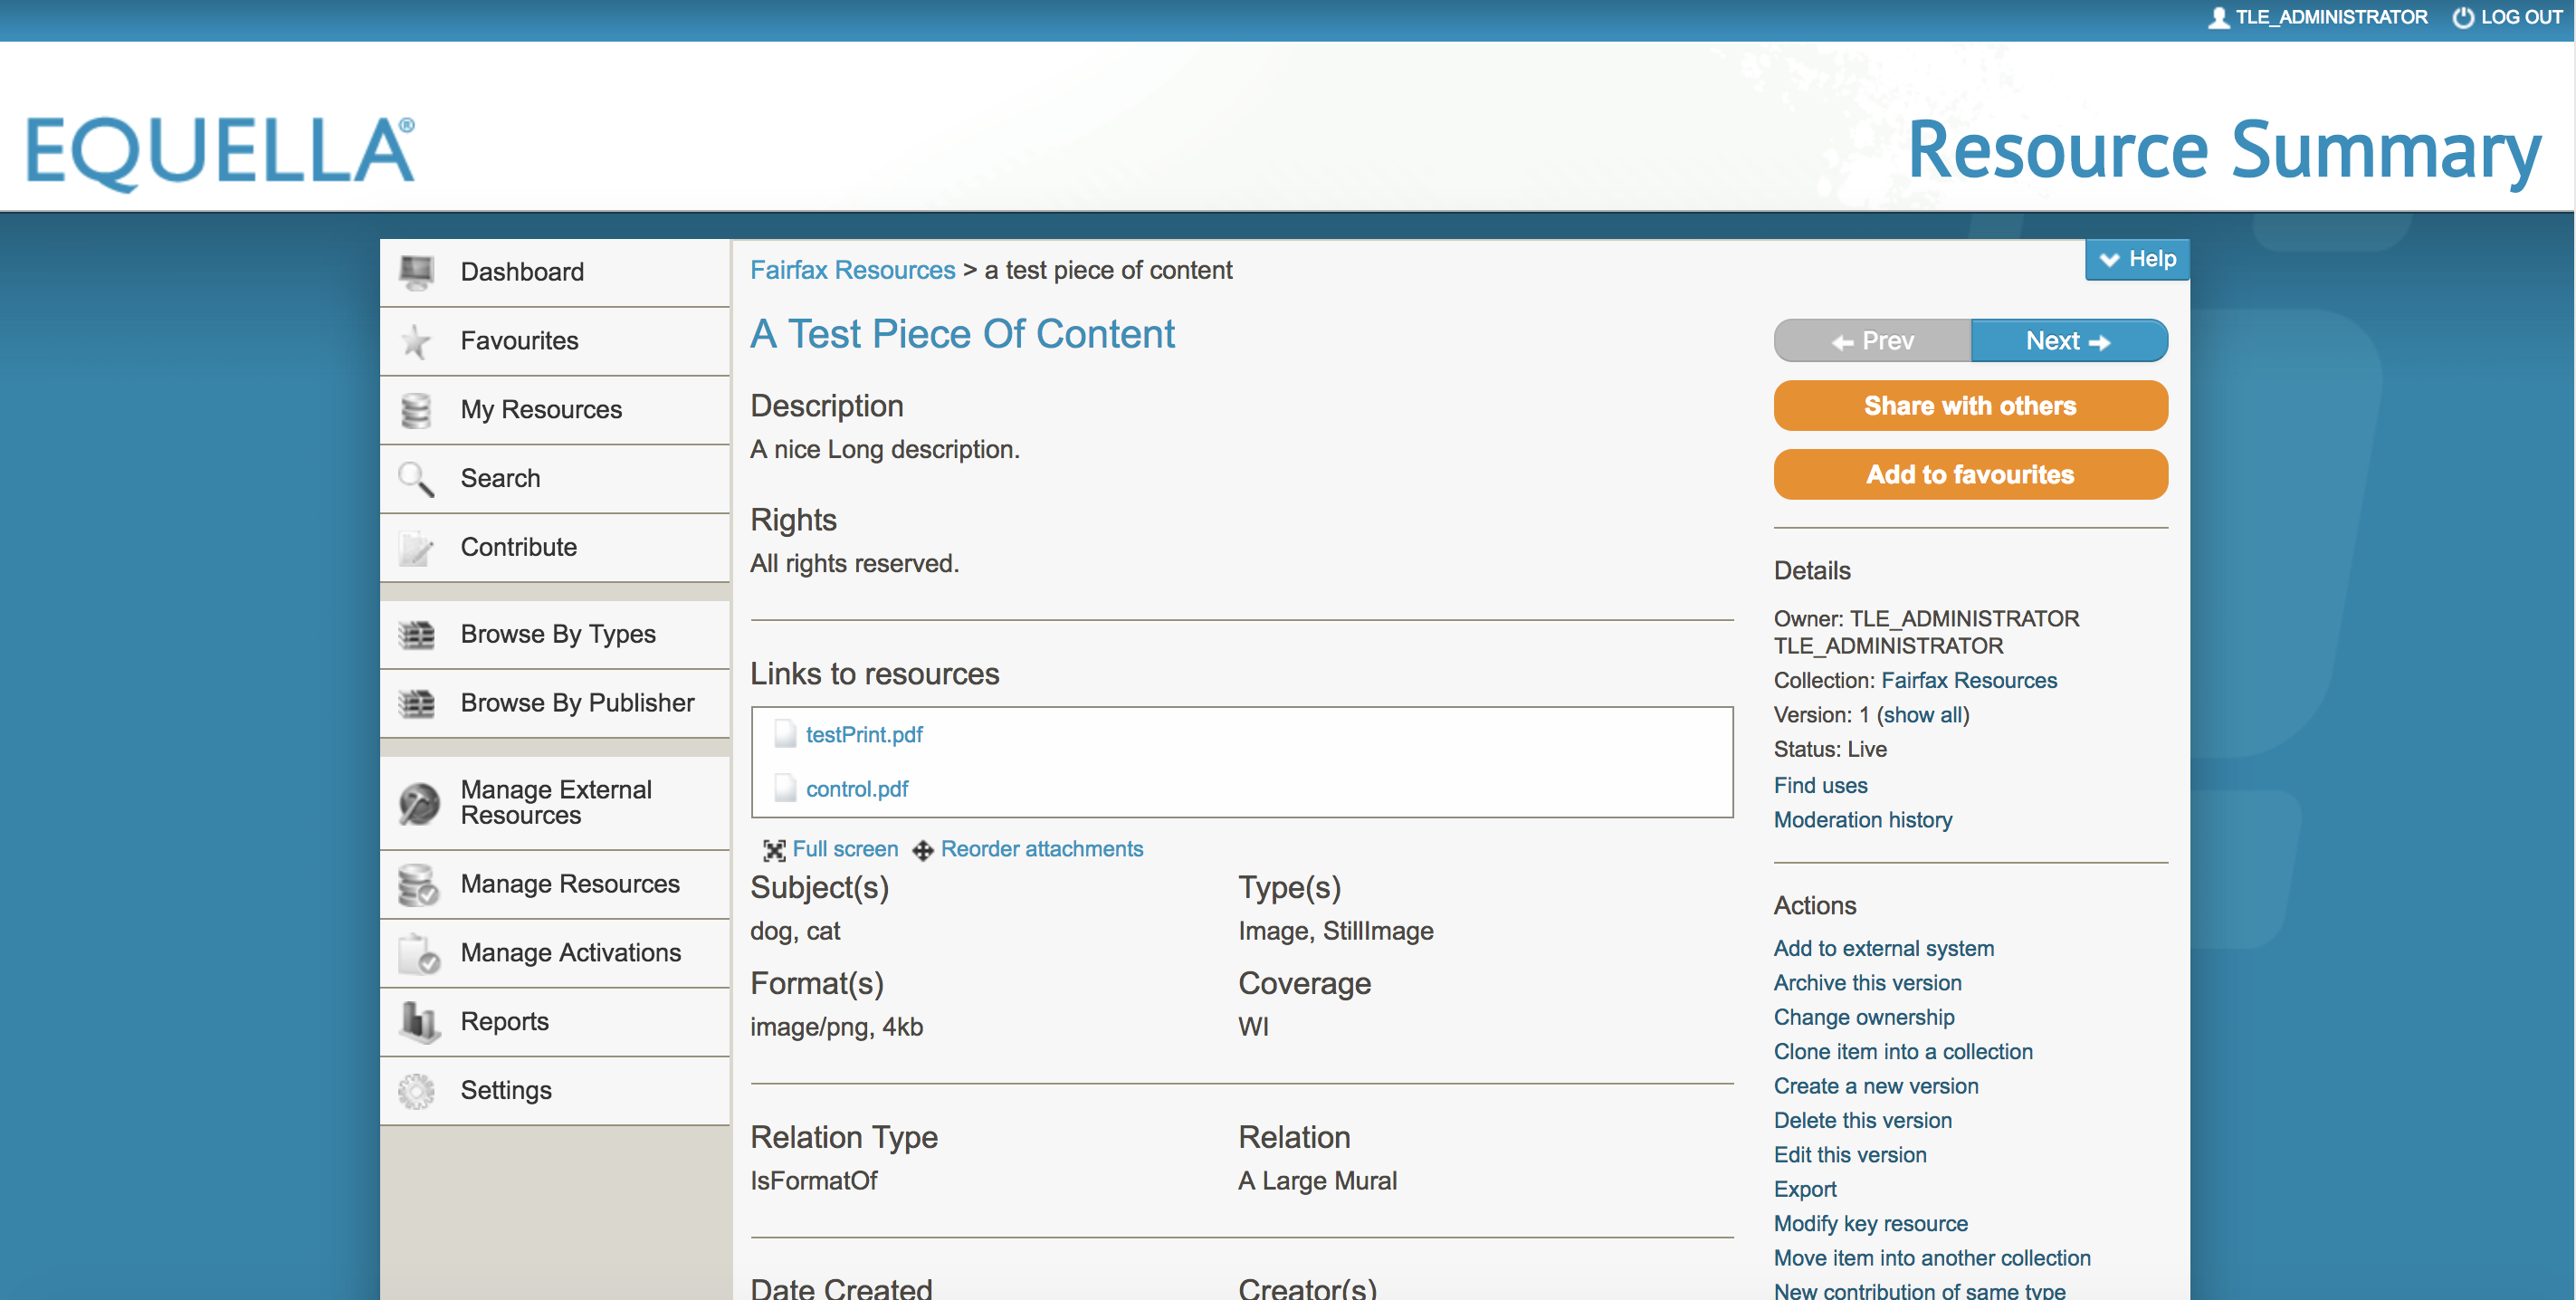 TLE_ADMINISTRATOR LOG OUT
EQUELLA®
Resource Summary
Dashboard
Favourites
My Resources
Search
Contribute
Browse By Types
Browse By Publisher
Manage External
Resources
Manage Resources
Manage Activations
Reports
Settings
Fairfax Resources > a test piece of content
Help
A Test Piece Of Content
Description
A nice Long description.
Rights
All rights reserved.
Links to resources
testPrint.pdf
control.pdf
Full screen Reorder attachments
Subject(s) Type(s)
dog, cat Image, StillImage
Format(s) Coverage
image/png, 4kb WI
Relation Type Relation
IsFormatOf A Large Mural
Date Created Creator(s)
Prev Next
Share with others
Add to favourites
Details
Owner: TLE_ADMINISTRATOR
TLE_ADMINISTRATOR
Collection: Fairfax Resources
Version: 1 (show all)
Status: Live
Find uses
Moderation history
Actions
Add to external system
Archive this version
Change ownership
Clone item into a collection
Create a new version
Delete this version
Edit this version
Export
Modify key resource
Move item into another collection
New contribution of same type